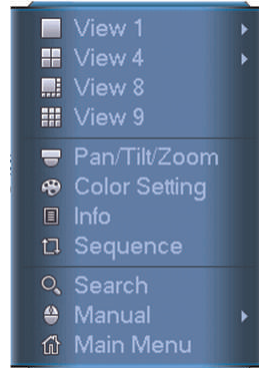 View 1
View 4
View 8
View 9
Pan/Tilt/Zoom
Color Setting
Info
Sequence
Search
Manual
Main Menu